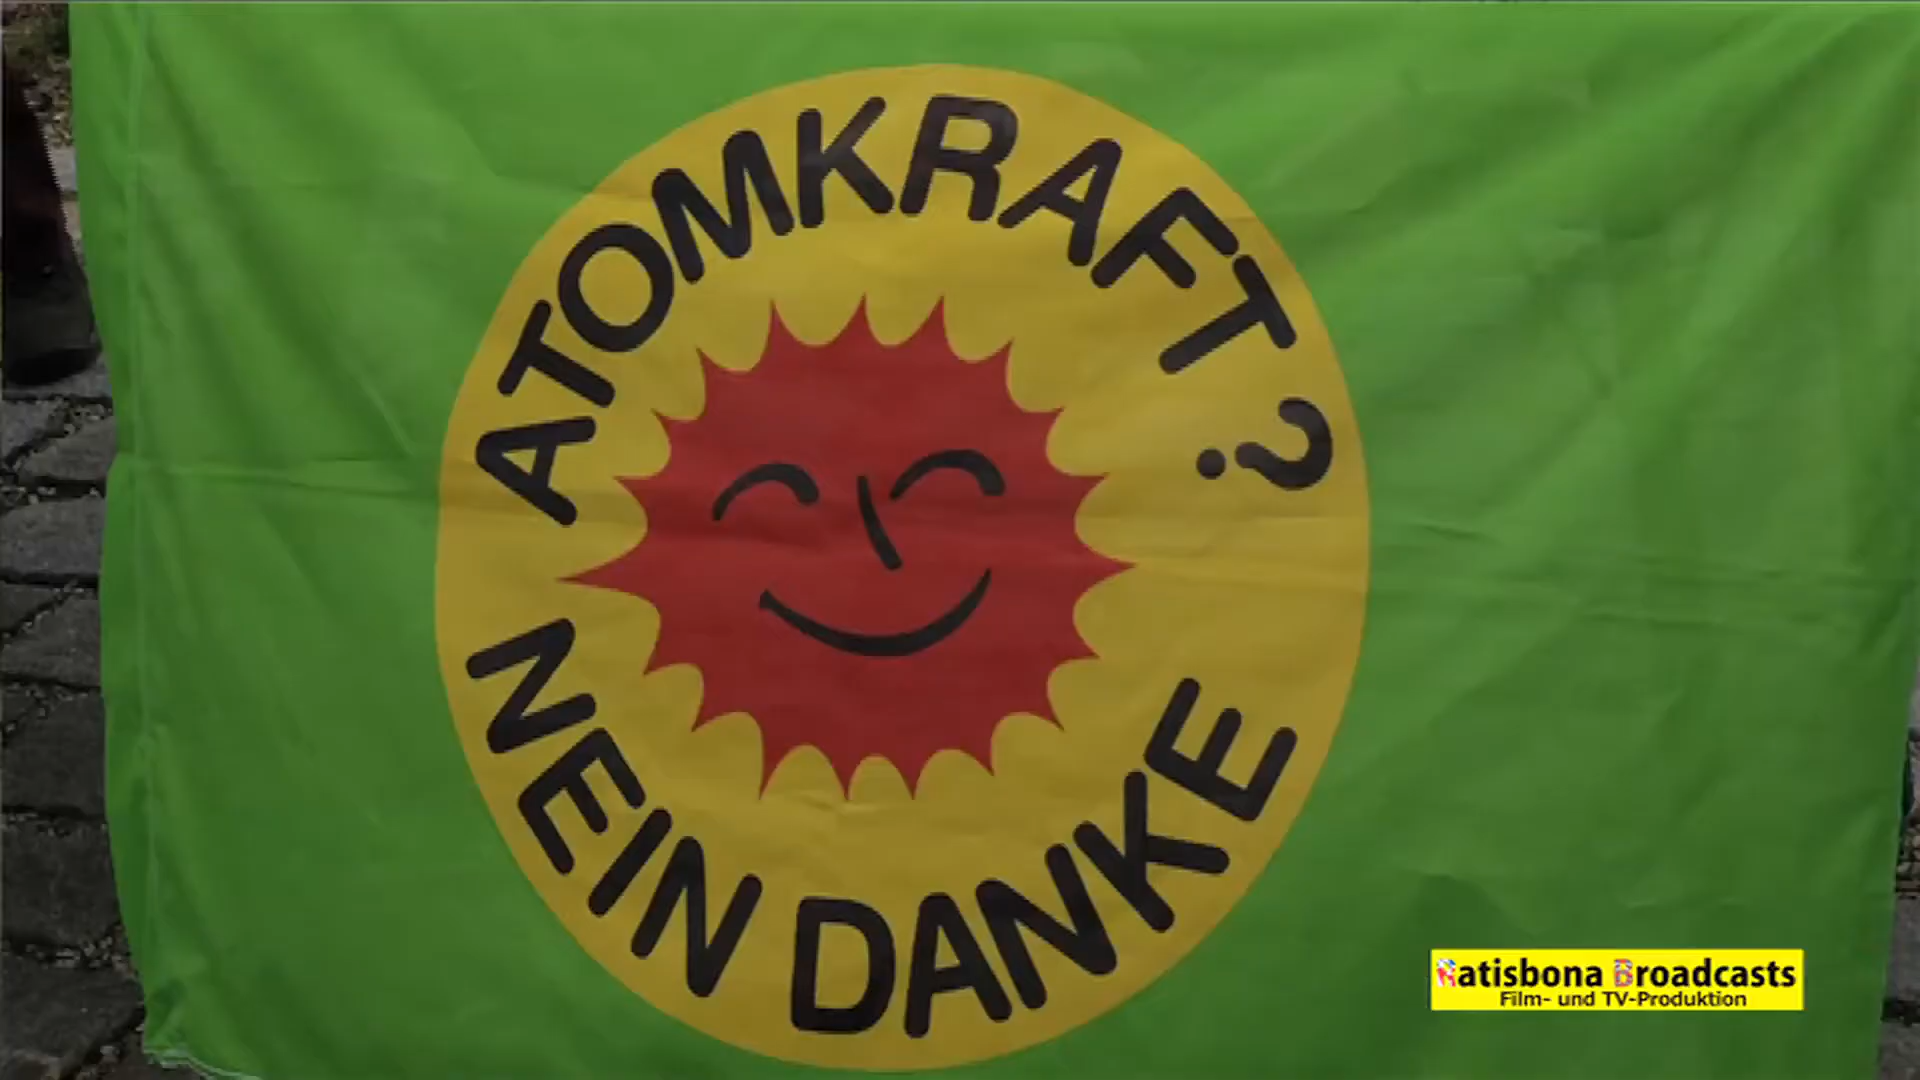 ATOMKRAFT?
NEIN DANKE
Ratisbona Broadcasts
Film- und TV-Produktion